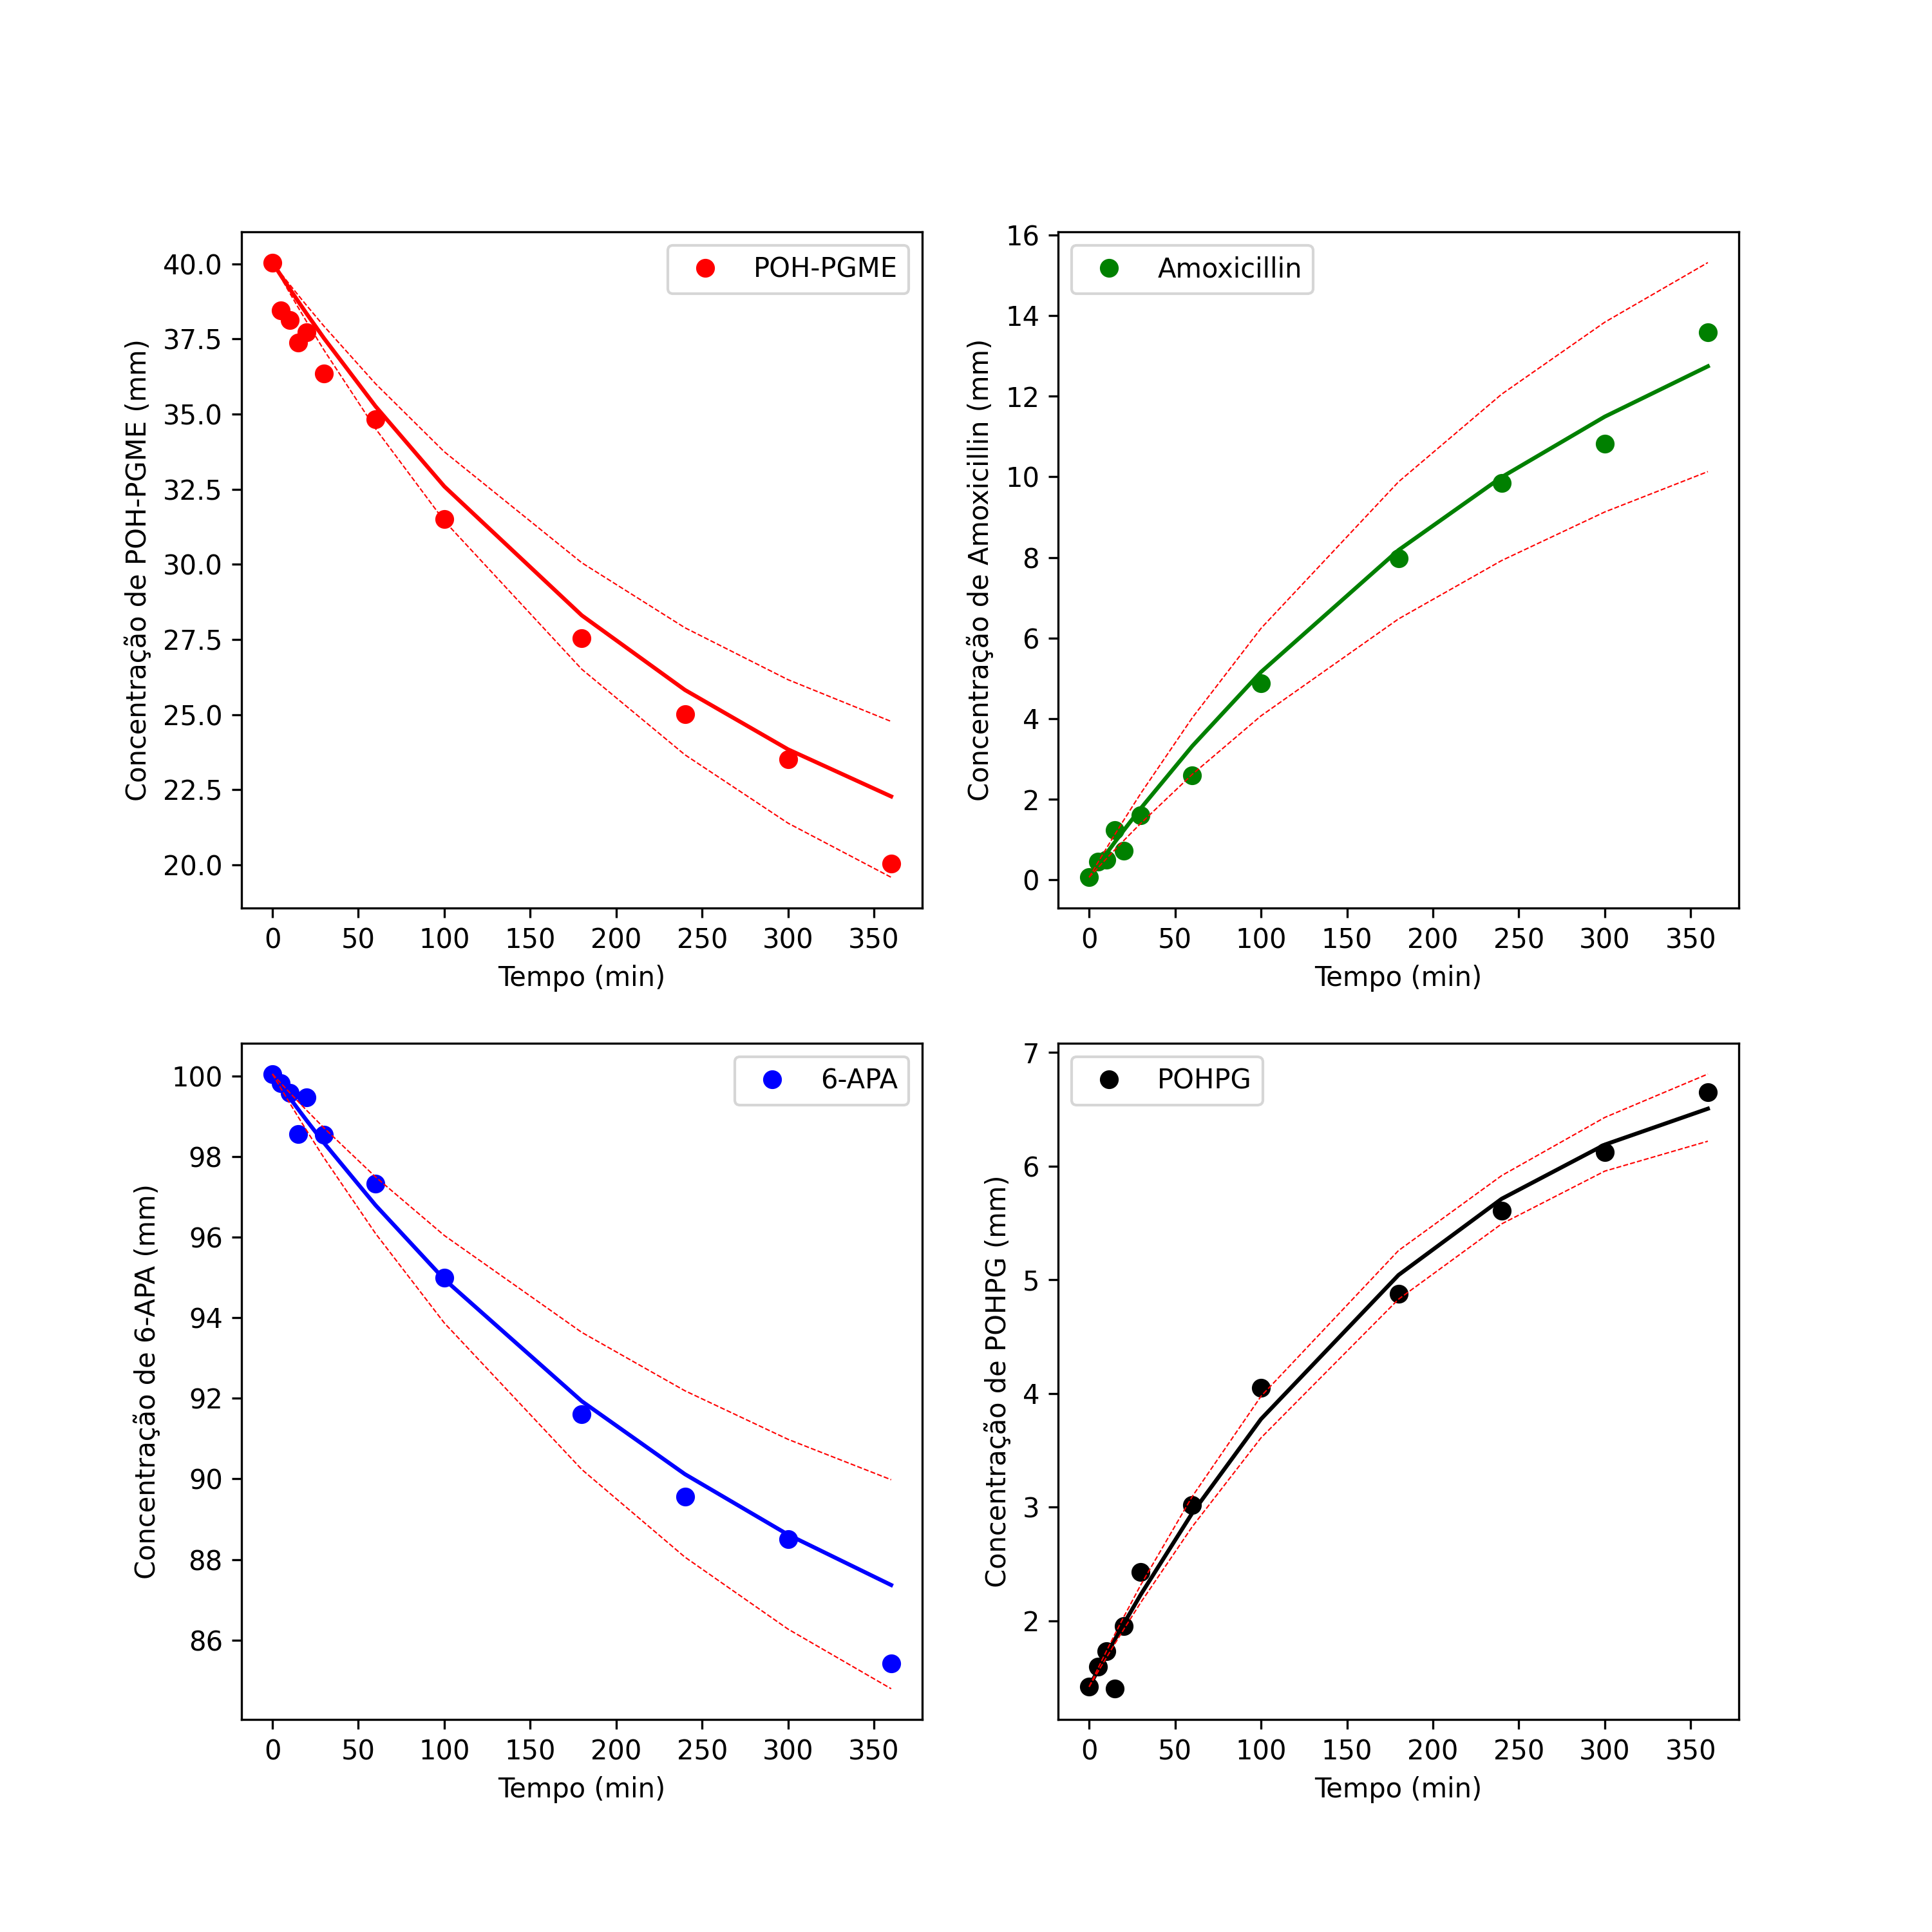 POH-PGME
Concentração de POH-PGME (mm)
40.0
37.5
35.0
32.5
30.0
27.5
25.0
22.5
20.0
0 50 100 150 200 250 300 350
Tempo (min)
Amoxicillin
Concentração de Amoxicillin (mm)
16
14
12
10
8
6
4
2
0
0 50 100 150 200 250 300 350
Tempo (min)
6-APA
Concentração de 6-APA (mm)
100
98
96
94
92
90
88
86
0 50 100 150 200 250 300 350
Tempo (min)
POHPG
Concentração de POHPG (mm)
7
6
5
4
3
2
0 50 100 150 200 250 300 350
Tempo (min)